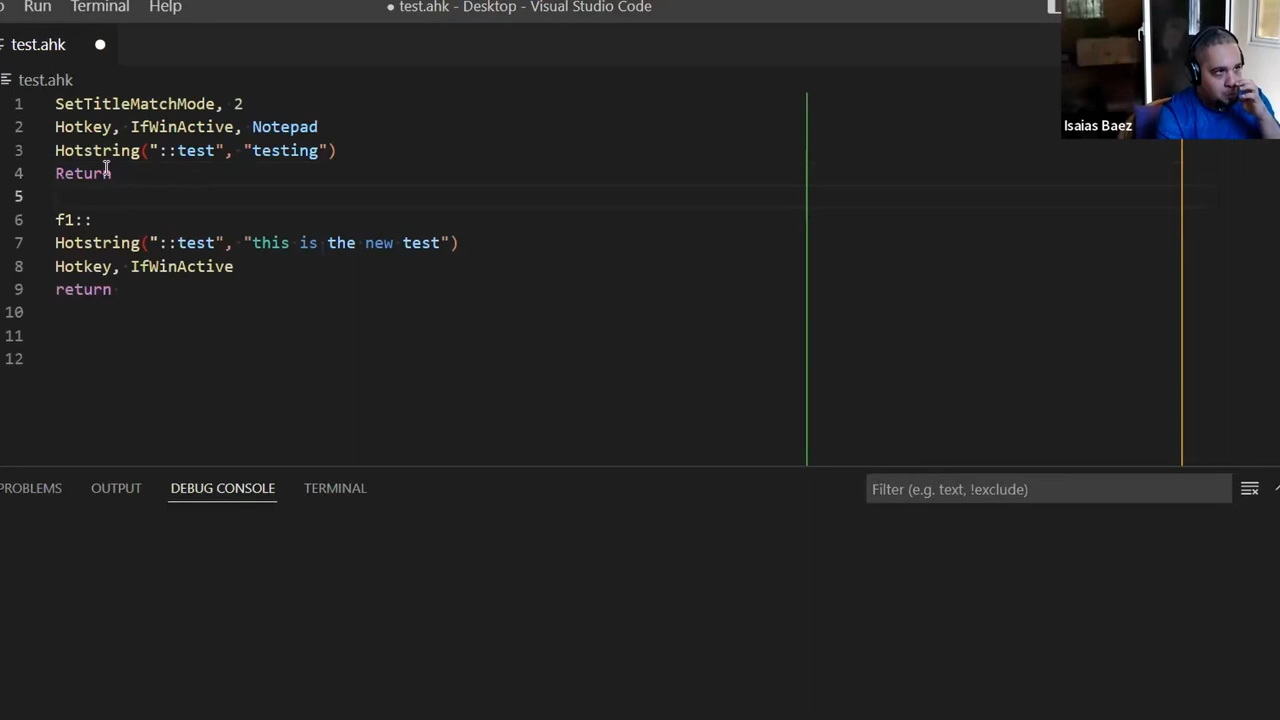 Run Terminal Help ● test.ahk - Desktop - Visual Studio Code
test.ahk ●
test.ahk
Isaias Baez
1 SetTitleMatchMode, 2
2 Hotkey, IfWinActive, Notepad
3 Hotstring("::test", "testing")
4 Return
5
6 f1::
7 Hotstring("::test", "this is the new test")
8 Hotkey, IfWinActive
9 return
10
11
12
PROBLEMS OUTPUT DEBUG CONSOLE TERMINAL Filter (e.g. text, !exclude)